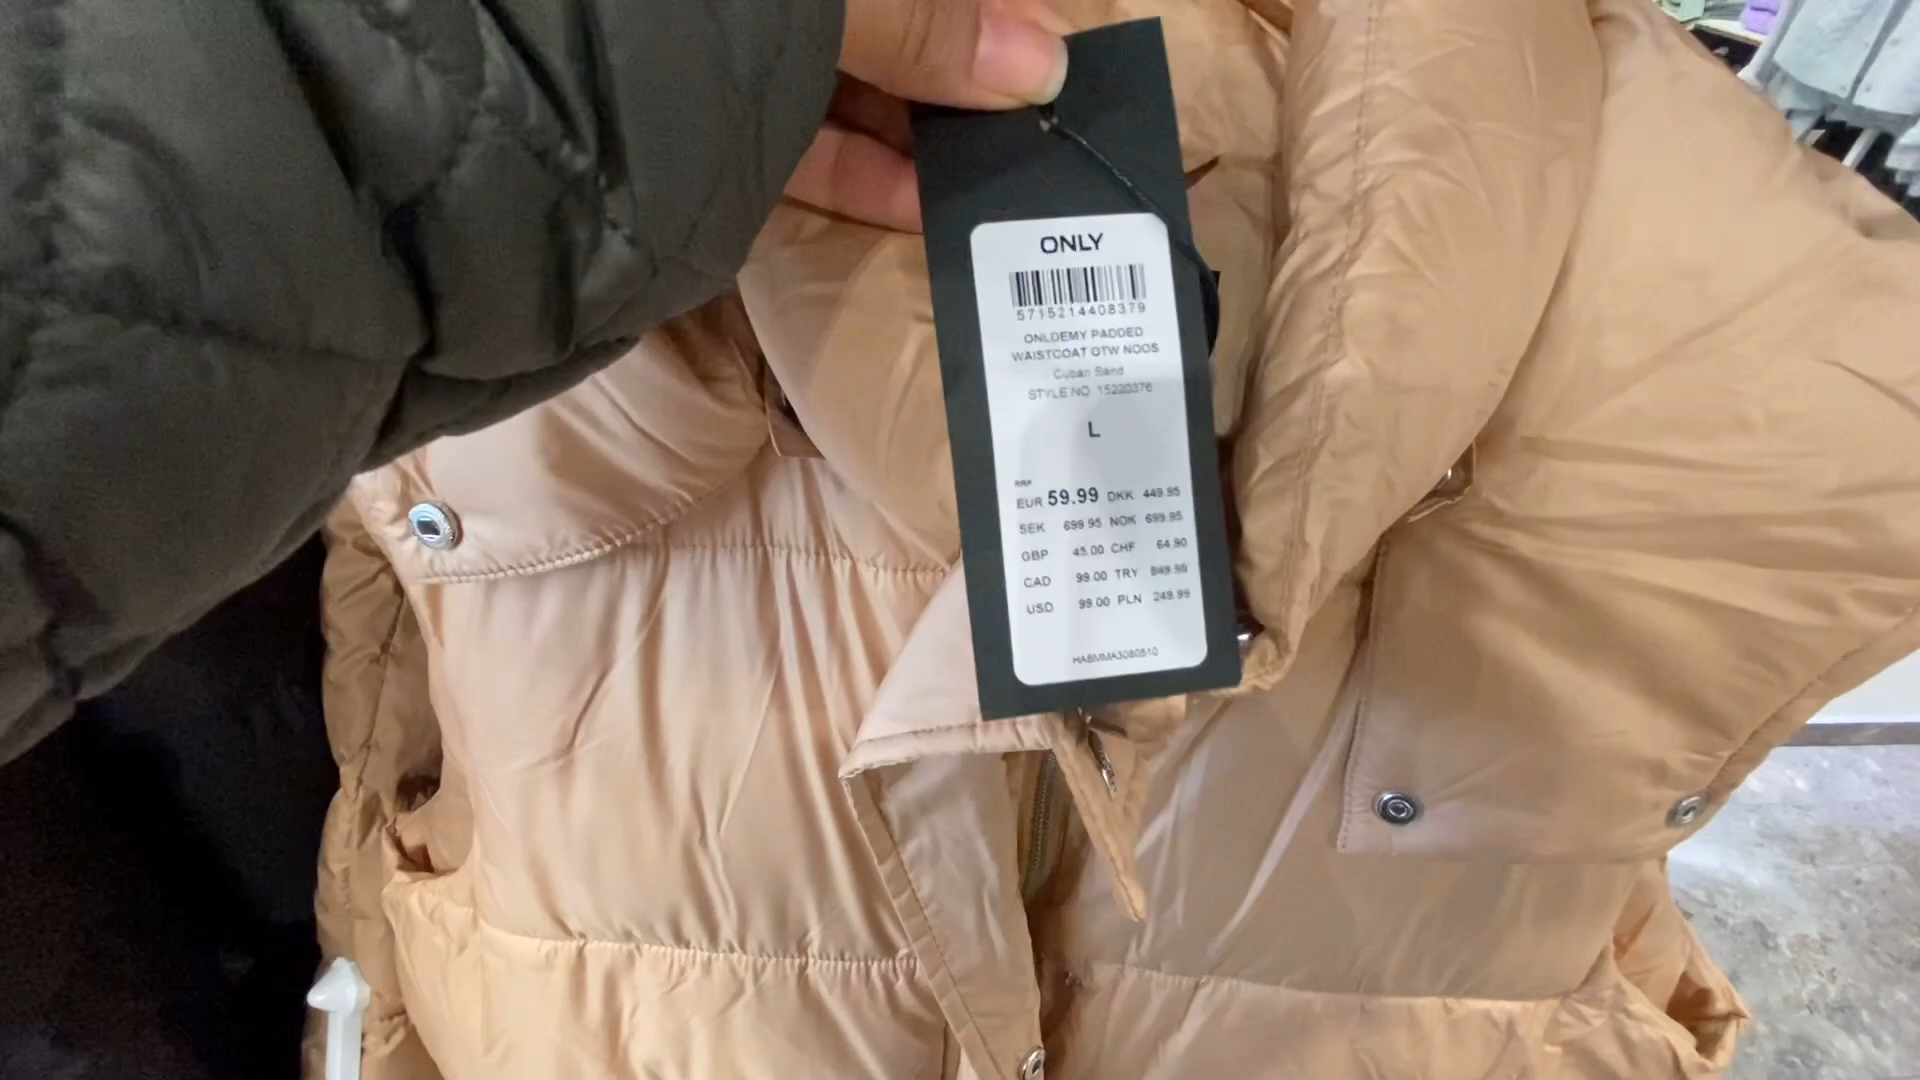 ONLY
5715214408379
ONLDEMY PADDED
WAISTCOAT OTW NOOS
Cuban Sand
STYLE NO. 15220376
L
RRP
EUR 59.99 DKK 449.95
SEK 699.95 NOK 699.95
GBP 45.00 CHF 64.90
CAD 99.00 TRY 849.99
USD 99.00 PLN 249.99
HABMMA3080510